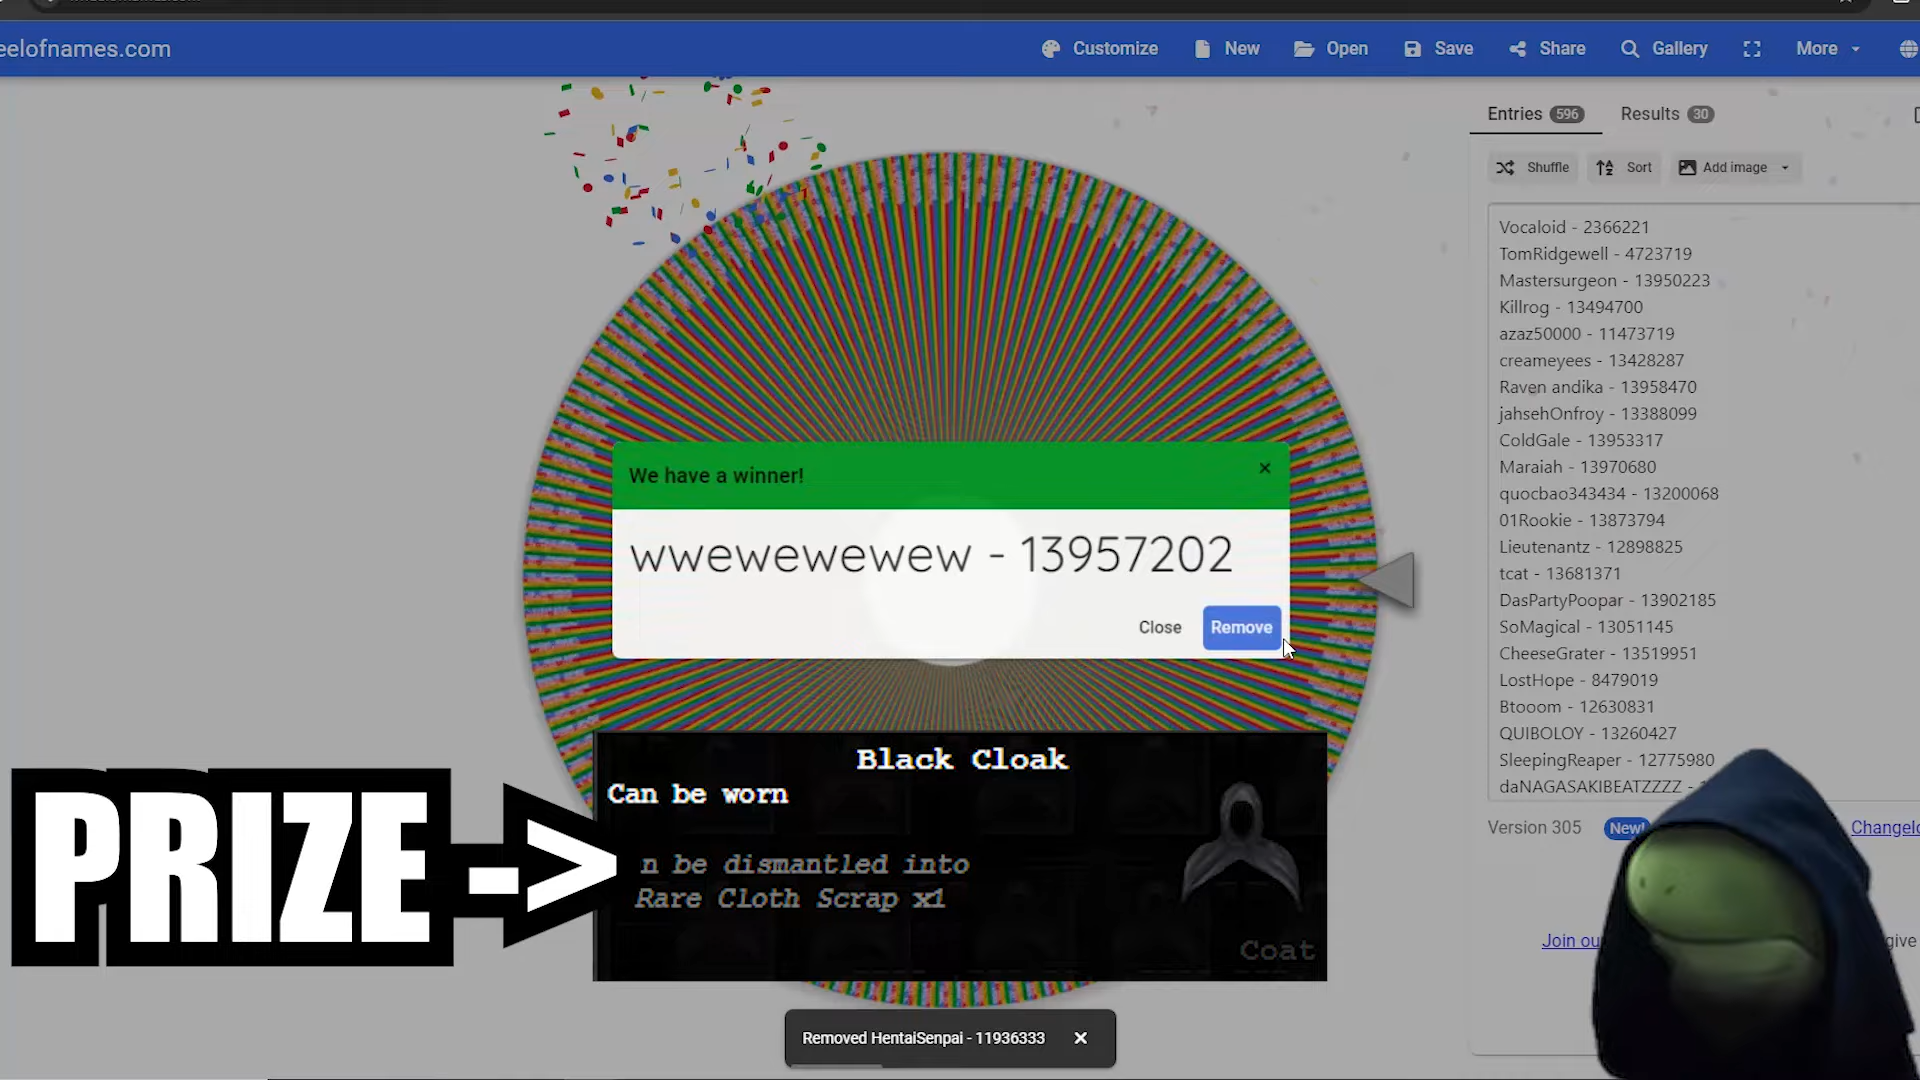 eelofnames.com
Customize
New
Open
Save
Share
Gallery
More
Entries 596
Results 30
Shuffle
Sort
Add image
Vocaloid - 2366221
TomRidgewell - 4723719
Mastersurgeon - 13950223
Killrog - 13494700
azaz50000 - 11473719
creameyees - 13428287
Raven andika - 13958470
jahsehOnfroy - 13388099
ColdGale - 13953317
Maraiah - 13970680
quocbao343434 - 13200068
01Rookie - 13873794
Lieutenantz - 12898825
tcat - 13681371
DasPartyPoopar - 13902185
SoMagical - 13051145
CheeseGrater - 13519951
LostHope - 8479019
Btooom - 12630831
QUIBOLOY - 13260427
SleepingReaper - 12775980
daNAGASAKIBEATZZZZ -
We have a winner!
wwewewewew - 13957202
Close
Remove
Version 305
New!
Changelo
Join ou
give
PRIZE ->
Black Cloak
Can be worn
n be dismantled into
Rare Cloth Scrap x1
Coat
Removed HentaiSenpai - 11936333